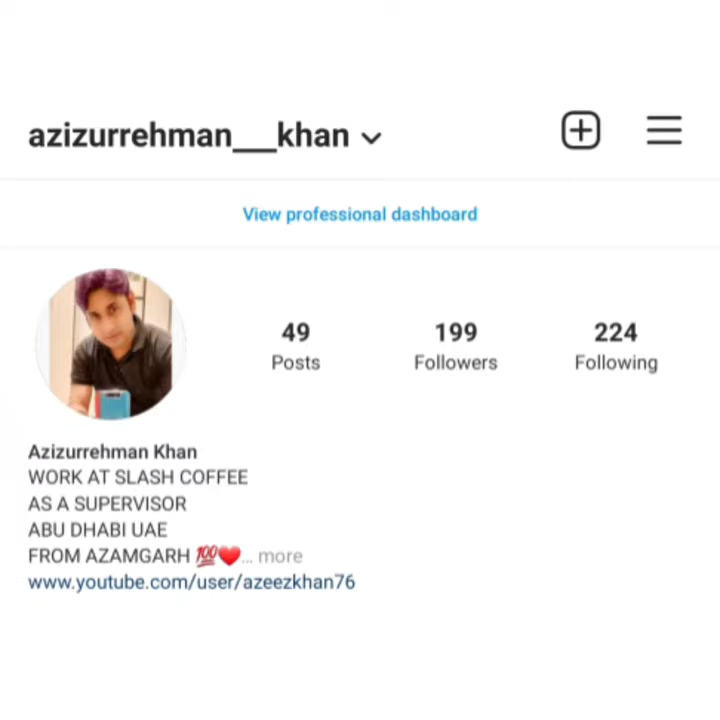 azizurrehman__khan
View professional dashboard
49 199 224
Posts Followers Following
Azizurrehman Khan
WORK AT SLASH COFFEE
AS A SUPERVISOR
ABU DHABI UAE
FROM AZAMGARH 💯❤️... more
www.youtube.com/user/azeezkhan76